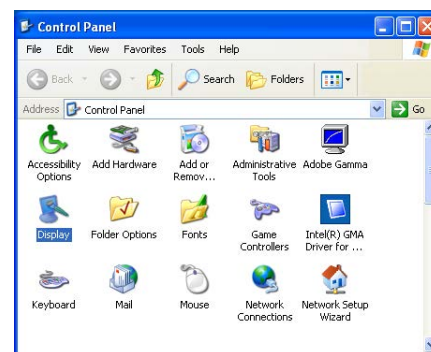 Control Panel
File Edit View Favorites Tools Help
Back Search Folders
Address Control Panel Go
Accessibility Options
Add Hardware
Add or Remov...
Administrative Tools
Adobe Gamma
Display
Folder Options
Fonts
Game Controllers
Intel(R) GMA Driver for ...
Keyboard
Mail
Mouse
Network Connections
Network Setup Wizard